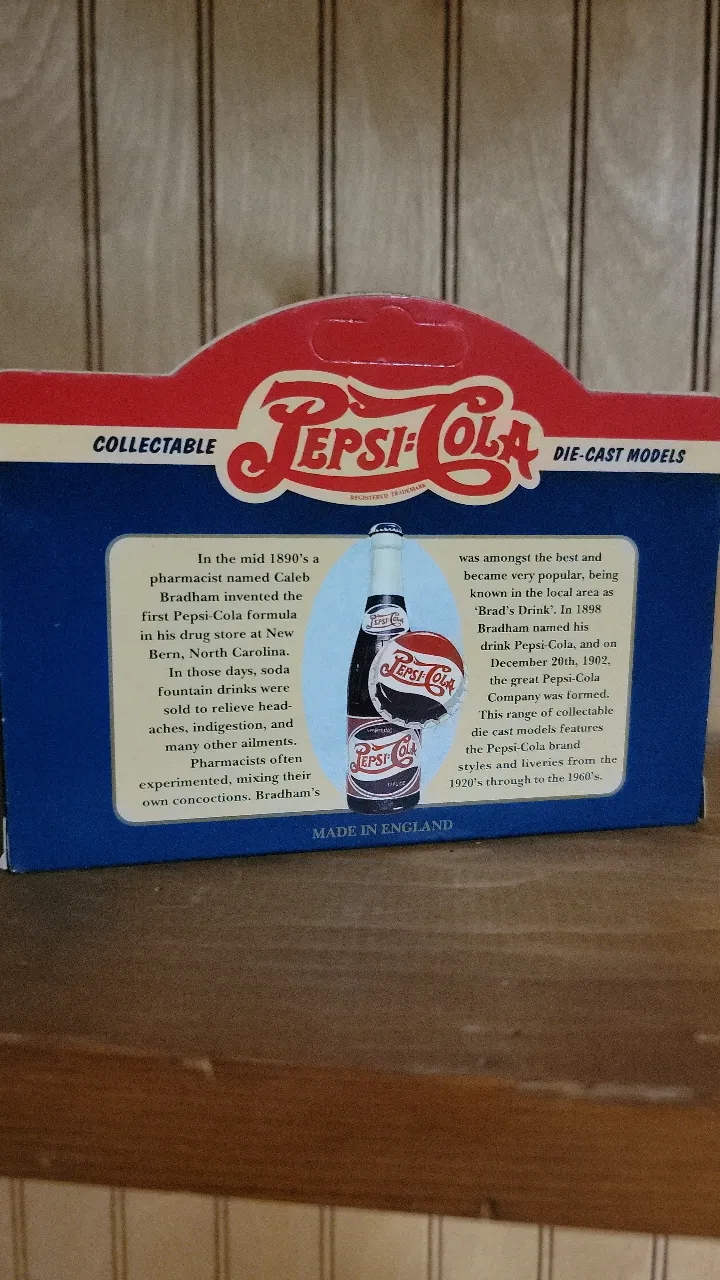 PEPSI:COLA
COLLECTABLE
DIE-CAST MODELS
REGISTERED TRADEMARK
In the mid 1890's a
pharmacist named Caleb
Bradham invented the
first Pepsi-Cola formula
in his drug store at New
Bern, North Carolina.
In those days, soda
fountain drinks were
sold to relieve head-
aches, indigestion, and
many other ailments.
Pharmacists often
experimented, mixing their
own concoctions. Bradham's
was amongst the best and
became very popular, being
known in the local area as
'Brad's Drink'. In 1898
Bradham named his
drink Pepsi-Cola, and on
December 20th, 1902,
the great Pepsi-Cola
Company was formed.
This range of collectable
die cast models features
the Pepsi-Cola brand
styles and liveries from the
1920's through to the 1960's.
PEPSI:COLA
PEPSI:COLA
SPARKLING
PEPSI:COLA
MADE IN ENGLAND